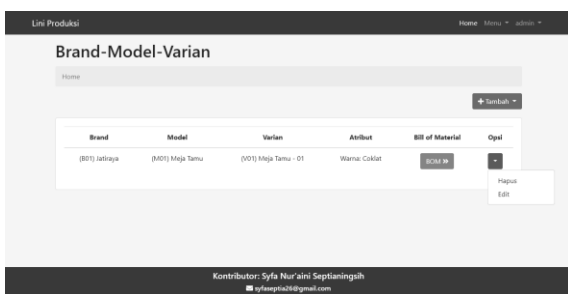 Lini Produksi Home Menu admin
Brand-Model-Varian
Home
+ Tambah
Brand Model Varian Atribut Bill of Material Opsi
(B01) Jatiraya (M01) Meja Tamu (V01) Meja Tamu - 01 Warna: Coklat BOM »
Hapus
Edit
Kontributor: Syfa Nur'aini Septianingsih
syfaseptia26@gmail.com